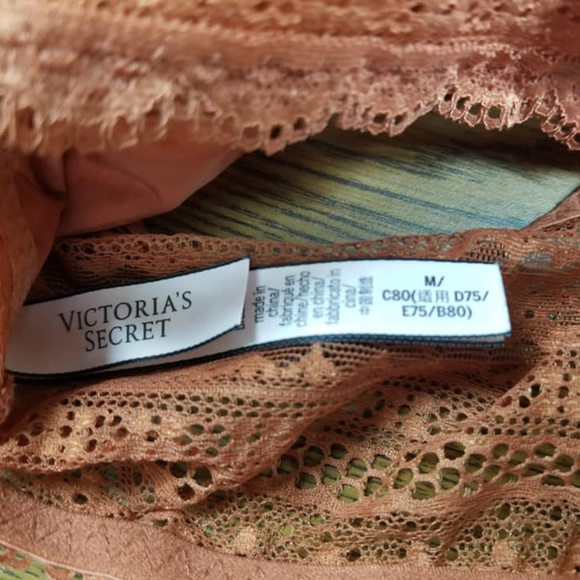 VICTORIA'S
SECRET
made in
china/
fabriqué en
chine/hecho
en china/
fabricato in
cina/
中国制造
M/
C80(适用 D75/
E75/B80)